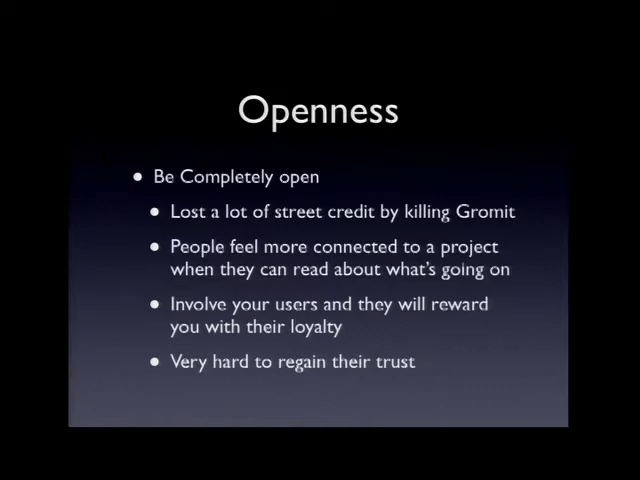 Openness
• Be Completely open
• Lost a lot of street credit by killing Gromit
• People feel more connected to a project
when they can read about what's going on
• Involve your users and they will reward
you with their loyalty
• Very hard to regain their trust